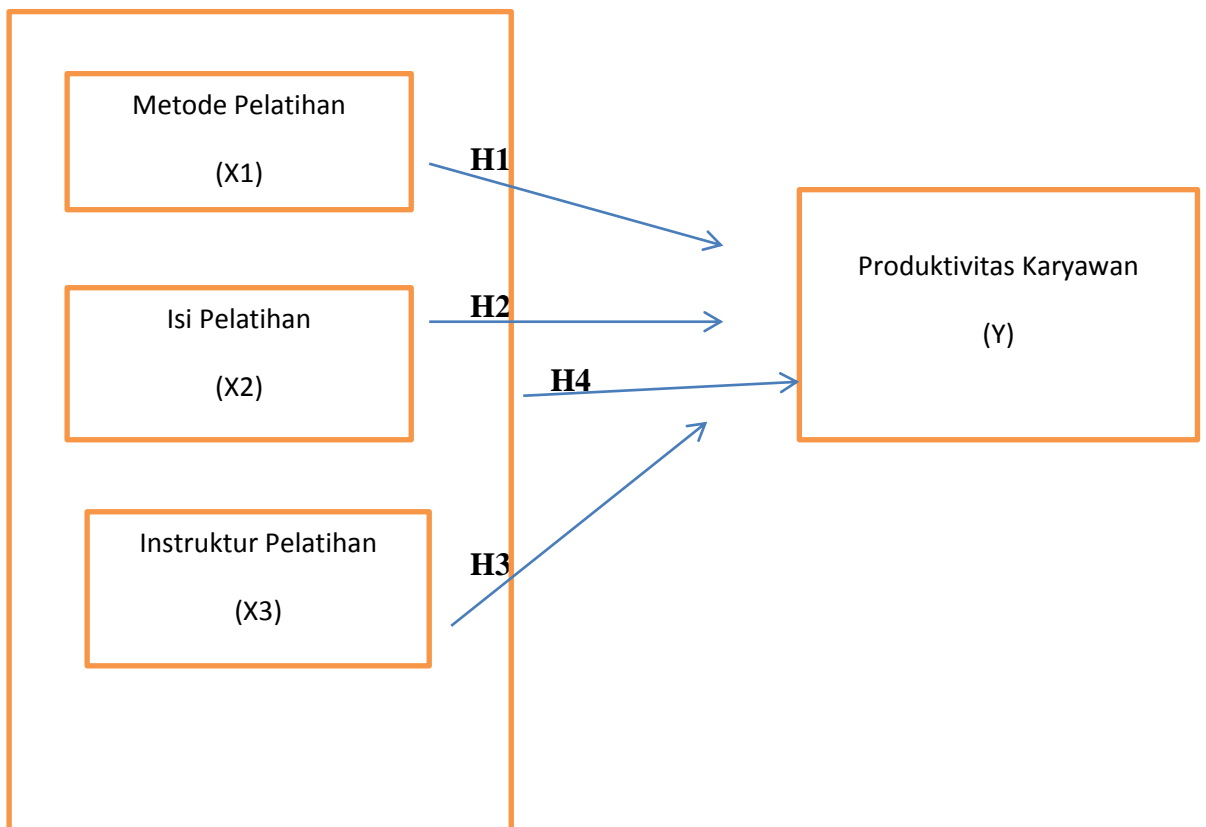 Metode Pelatihan
(X1)
H1
Isi Pelatihan
(X2)
H2
H4
Instruktur Pelatihan
(X3)
H3
Produktivitas Karyawan
(Y)